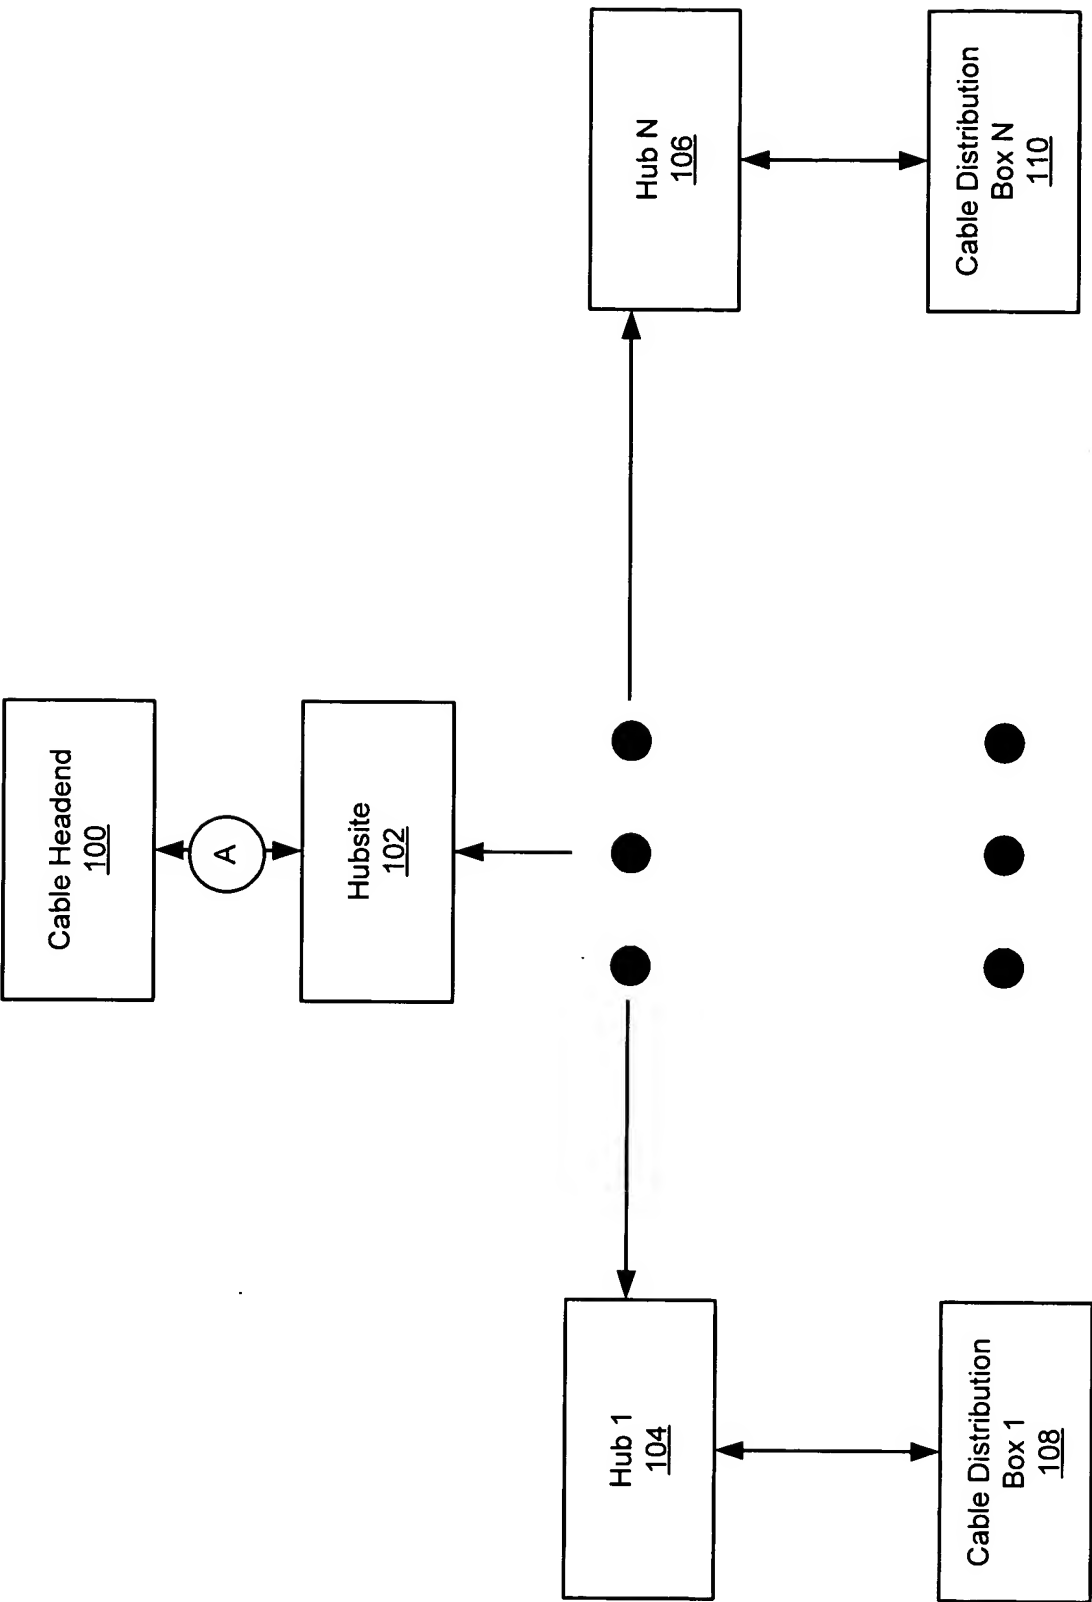 Cable Headend
100
A
Hubsite
102
Hub 1
104
Hub N
106
Cable Distribution
Box 1
108
Cable Distribution
Box N
110